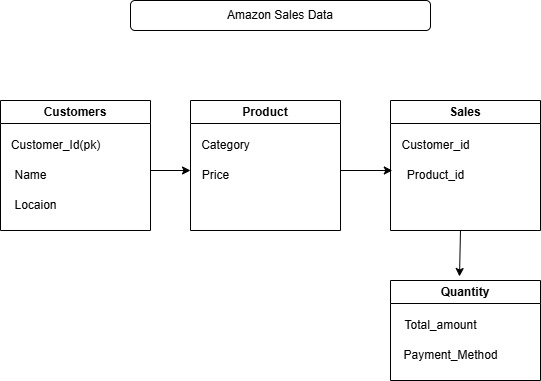 Amazon Sales Data
Customers
Customer_Id(pk)
Name
Locaion
Product
Category
Price
Sales
Customer_id
Product_id
Quantity
Total_amount
Payment_Method